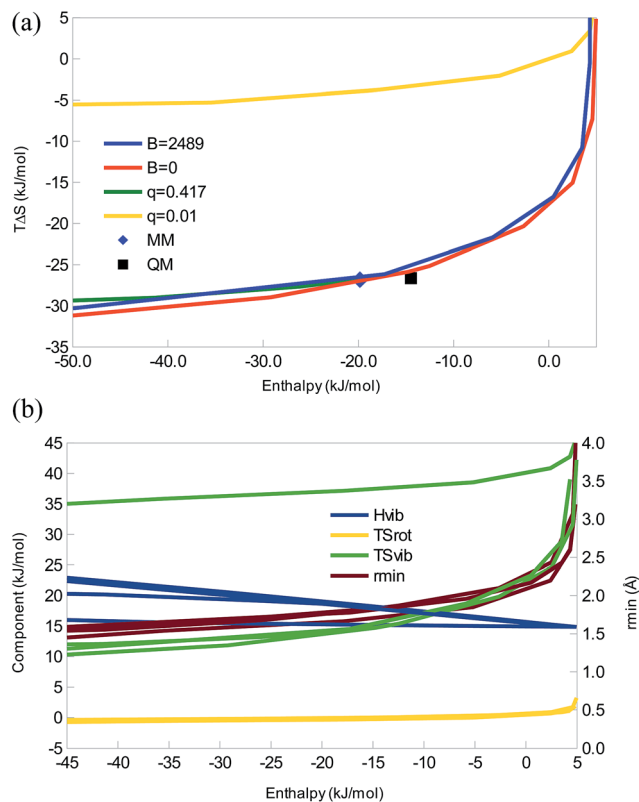 (a)
5
0
-5
-10
-15
-20
-25
-30
-35
TΔS (kJ/mol)
B=2489
B=0
q=0.417
q=0.01
MM
QM
-50.0 -40.0 -30.0 -20.0 -10.0 0.0
Enthalpy (kJ/mol)
(b)
45
40
35
30
25
20
15
10
5
0
-5
Component (kJ/mol)
Hvib
TSrot
TSvib
rmin
4.0
3.5
3.0
2.5
2.0
1.5
1.0
0.5
0.0
rmin (Å)
-45 -40 -35 -30 -25 -20 -15 -10 -5 0 5
Enthalpy (kJ/mol)